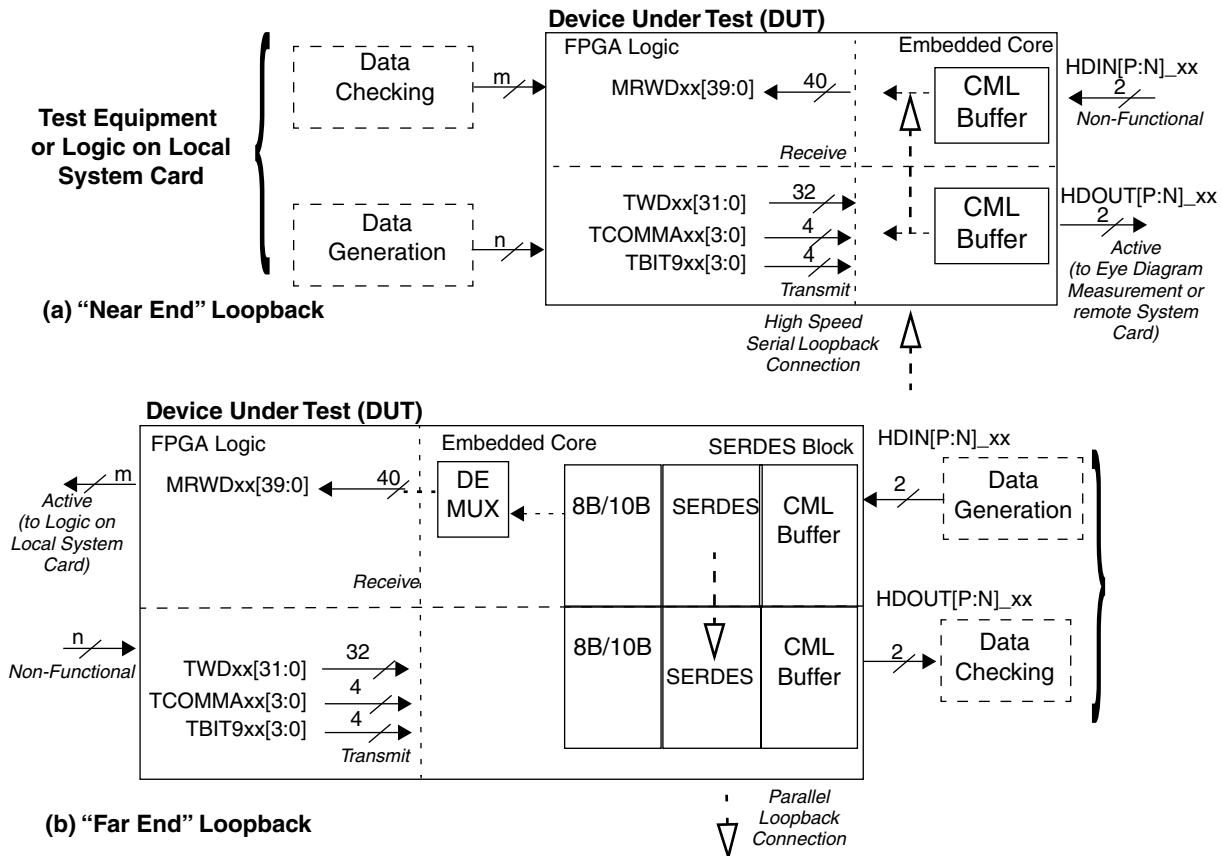 Device Under Test (DUT)
FPGA Logic
Embedded Core
Data
Checking
m
MRWDxx[39:0]
40
CML
Buffer
HDIN[P:N]_xx
2
Non-Functional
Test Equipment
or Logic on Local
System Card
Receive
Data
Generation
n
TWDxx[31:0]
32
TCOMMAxx[3:0]
4
TBIT9xx[3:0]
4
Transmit
CML
Buffer
HDOUT[P:N]_xx
2
Active
(to Eye Diagram
Measurement or
remote System
Card)
(a) “Near End” Loopback
High Speed
Serial Loopback
Connection
Device Under Test (DUT)
FPGA Logic
Embedded Core
SERDES Block
m
Active
(to Logic on
Local System
Card)
MRWDxx[39:0]
40
DE
MUX
8B/10B
SERDES
CML
Buffer
HDIN[P:N]_xx
2
Data
Generation
Receive
n
Non-Functional
TWDxx[31:0]
32
TCOMMAxx[3:0]
4
TBIT9xx[3:0]
4
Transmit
8B/10B
SERDES
CML
Buffer
HDOUT[P:N]_xx
2
Data
Checking
(b) “Far End” Loopback
Parallel
Loopback
Connection